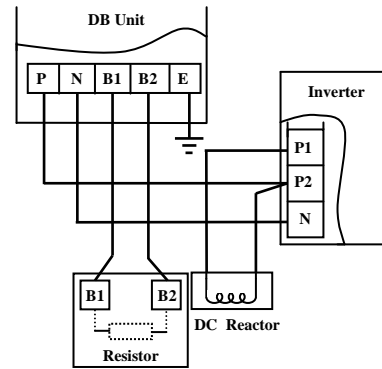 DB Unit
P N B1 B2 E
Inverter
P1
P2
N
B1 B2
Resistor
DC Reactor